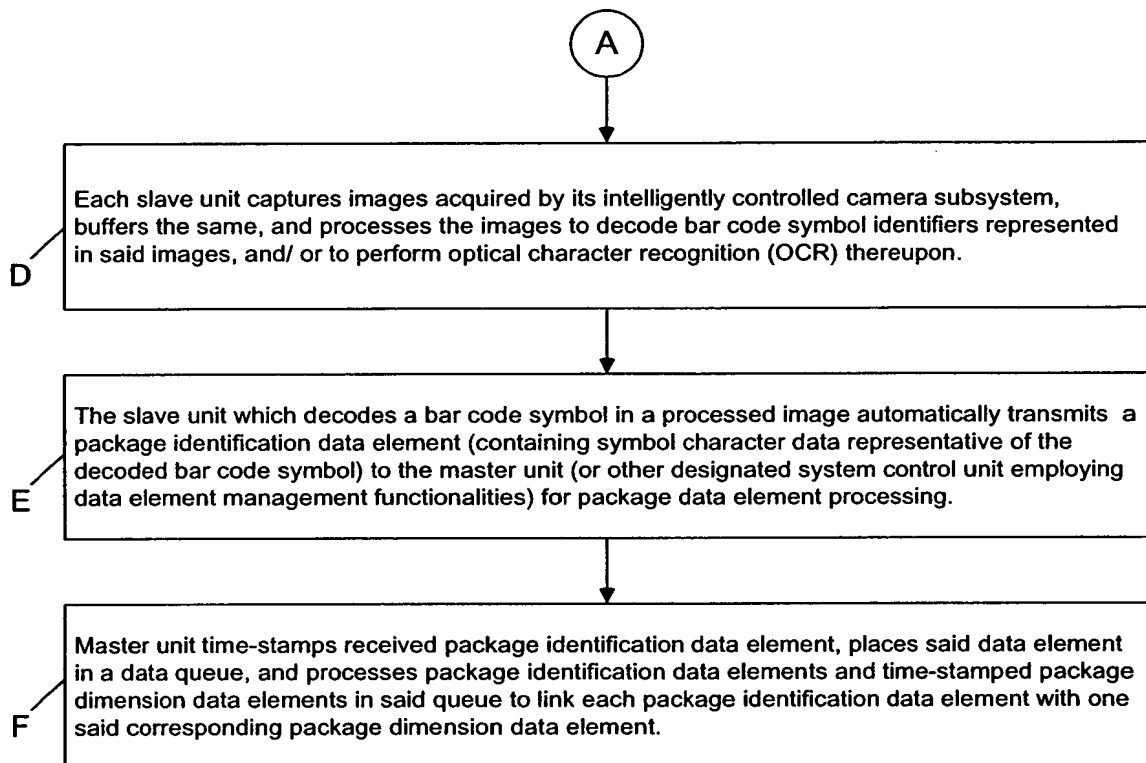 A
Each slave unit captures images acquired by its intelligently controlled camera subsystem,
buffers the same, and processes the images to decode bar code symbol identifiers represented
in said images, and/ or to perform optical character recognition (OCR) thereupon.
D
The slave unit which decodes a bar code symbol in a processed image automatically transmits a
package identification data element (containing symbol character data representative of the
decoded bar code symbol) to the master unit (or other designated system control unit employing
data element management functionalities) for package data element processing.
E
Master unit time-stamps received package identification data element, places said data element
in a data queue, and processes package identification data elements and time-stamped package
dimension data elements in said queue to link each package identification data element with one
said corresponding package dimension data element.
F